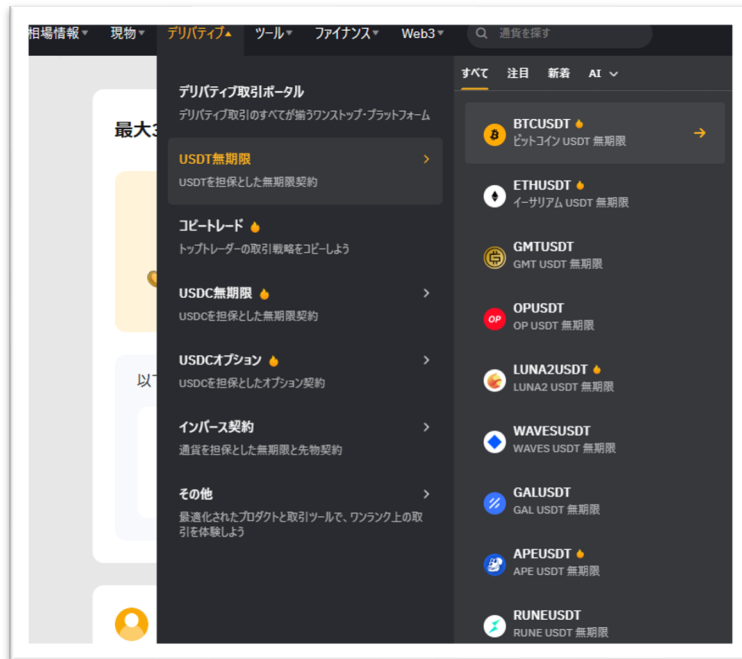 相場情報 現物 デリバティブ ツール ファイナンス Web3 通貨を探す
最大3
以
デリバティブ取引ポータル
デリバティブ取引のすべてが揃うワンストップ・プラットフォーム
USDT無期限
USDTを担保とした無期限契約
コピートレード
トップトレーダーの取引戦略をコピーしよう
USDC無期限
USDCを担保とした無期限契約
USDCオプション
USDCを担保としたオプション契約
インバース契約
通貨を担保とした無期限と先物契約
その他
最適化されたプロダクトと取引ツールで、ワンランク上の取
引を体験しよう
すべて 注目 新着 AI
BTCUSDT
ビットコイン USDT 無期限
ETHUSDT
イーサリアム USDT 無期限
GMTUSDT
GMT USDT 無期限
OP
OPUSDT
OP USDT 無期限
LUNA2USDT
LUNA2 USDT 無期限
WAVESUSDT
WAVES USDT 無期限
GALUSDT
GAL USDT 無期限
APEUSDT
APE USDT 無期限
RUNEUSDT
RUNE USDT 無期限